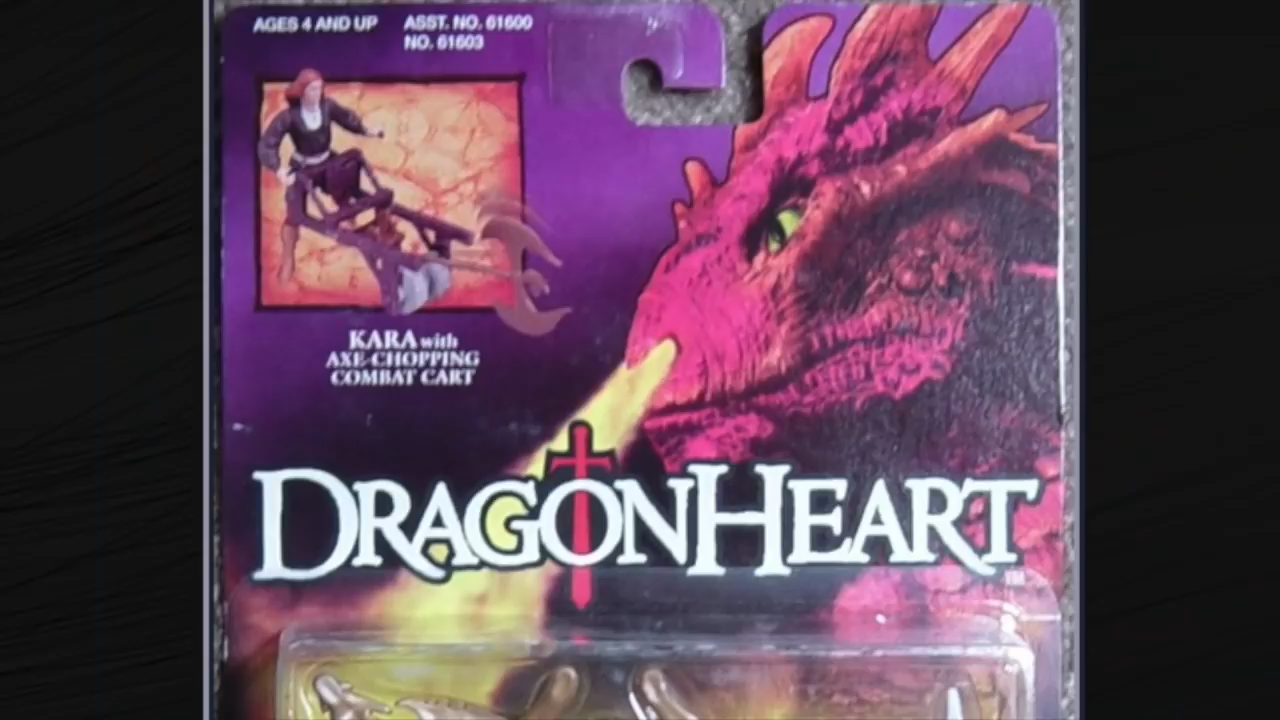 AGES 4 AND UP
ASST. NO. 61600
NO. 61603
KARA with
AXE-CHOPPING
COMBAT CART
DRAGONHEART